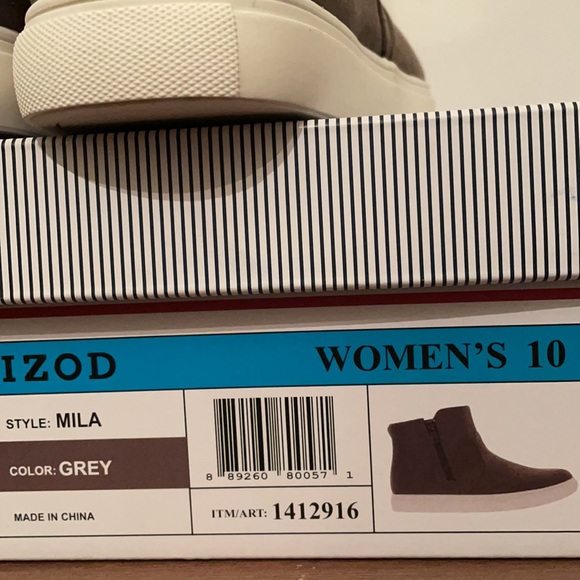 IZOD WOMEN'S 10
STYLE: MILA
COLOR: GREY
MADE IN CHINA
8 89260 80057 1
ITM/ART: 1412916